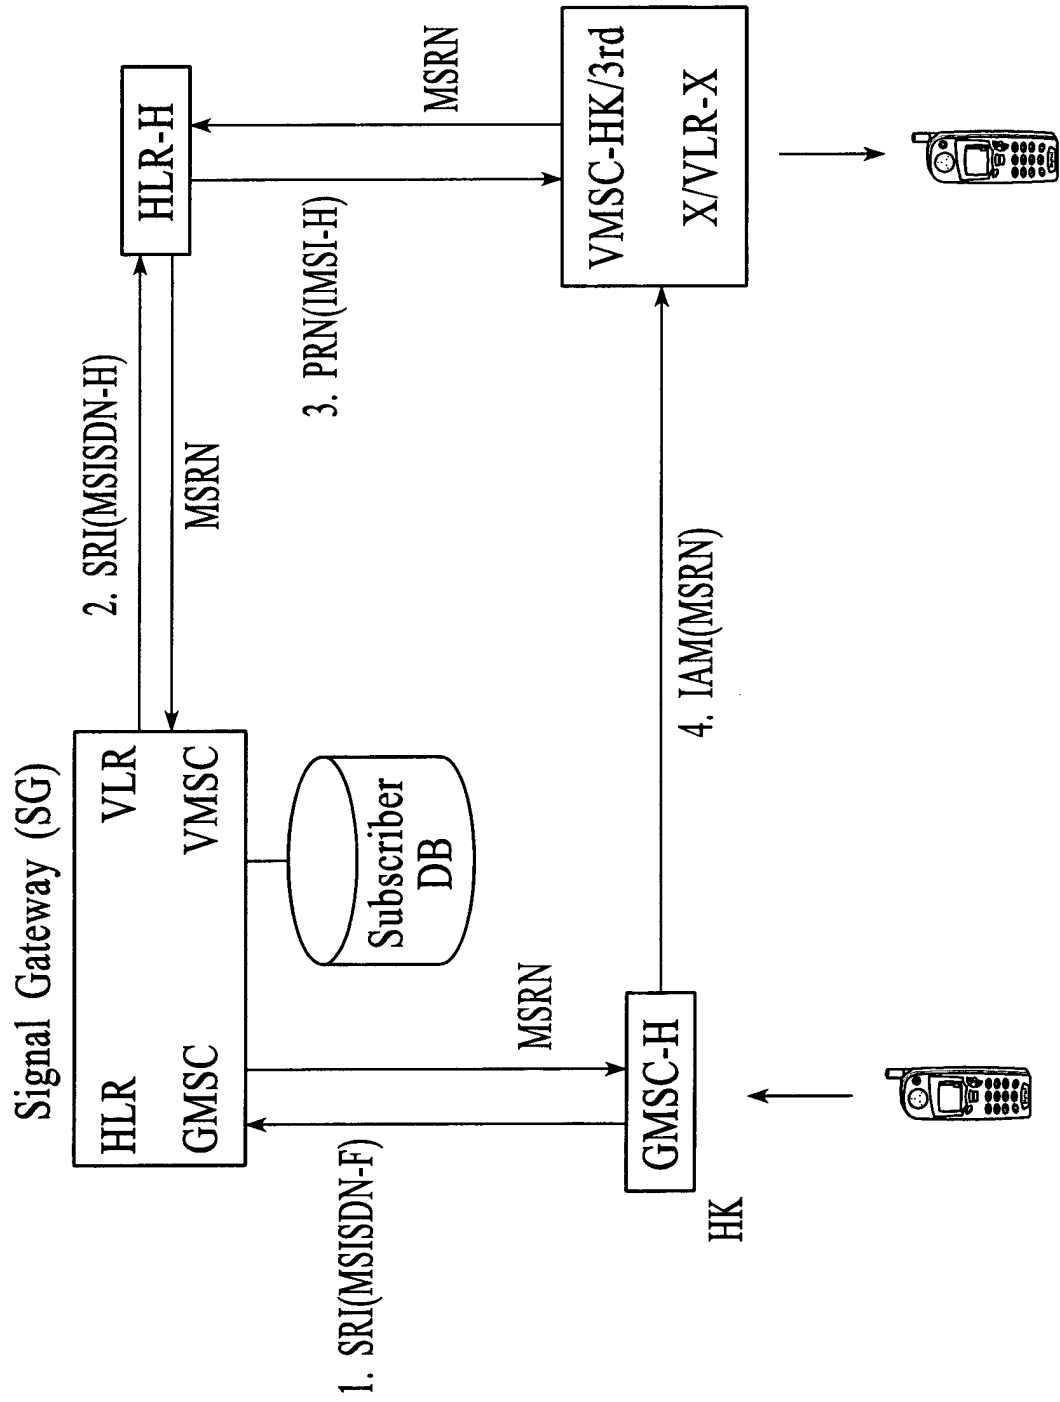 Signal Gateway (SG)
HLR
VLR
GMSC
VMSC
Subscriber
DB
2. SRI(MSISDN-H)
MSRN
HLR-H
1. SRI(MSISDN-F)
MSRN
3. PRN(IMSI-H)
MSRN
GMSC-H
HK
4. IAM(MSRN)
VMSC-HK/3rd
X/VLR-X